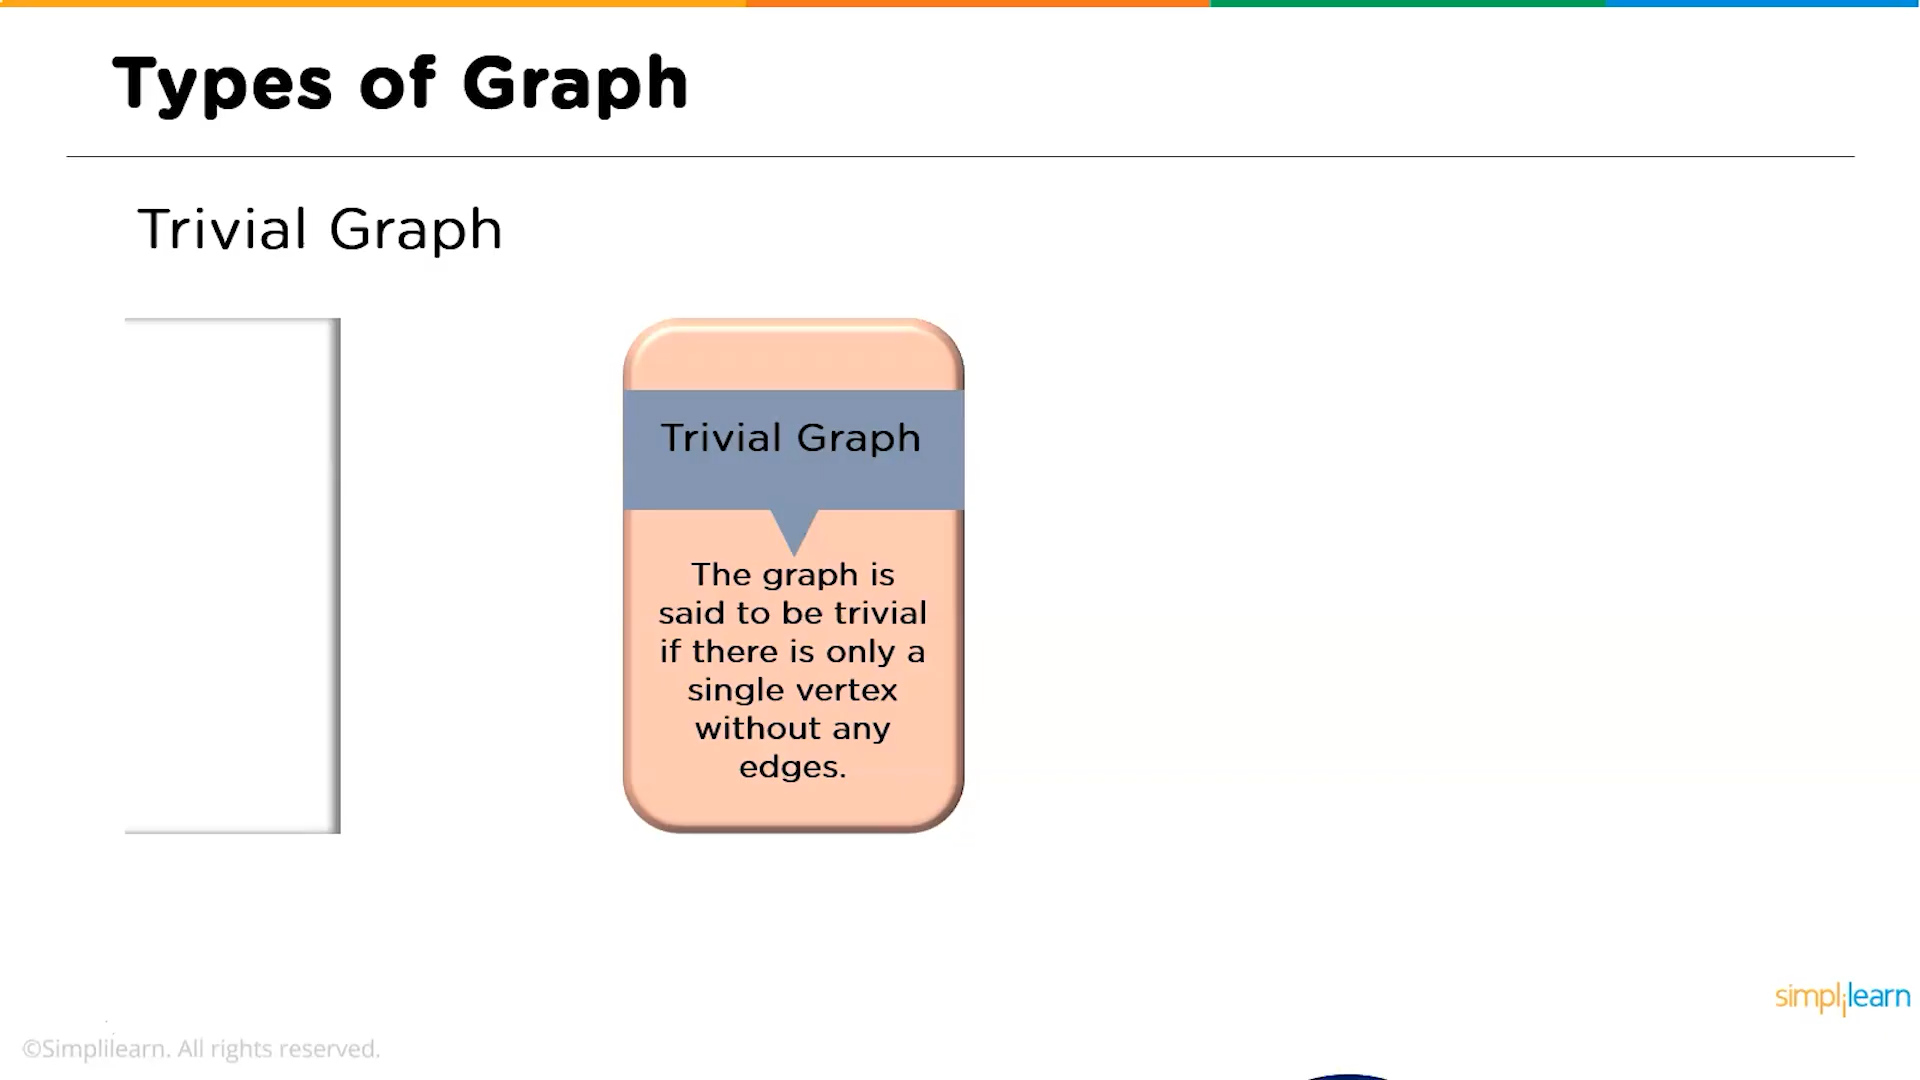 Types of Graph
Trivial Graph
Trivial Graph
The graph is
said to be trivial
if there is only a
single vertex
without any
edges.
simplilearn
©Simplilearn. All rights reserved.